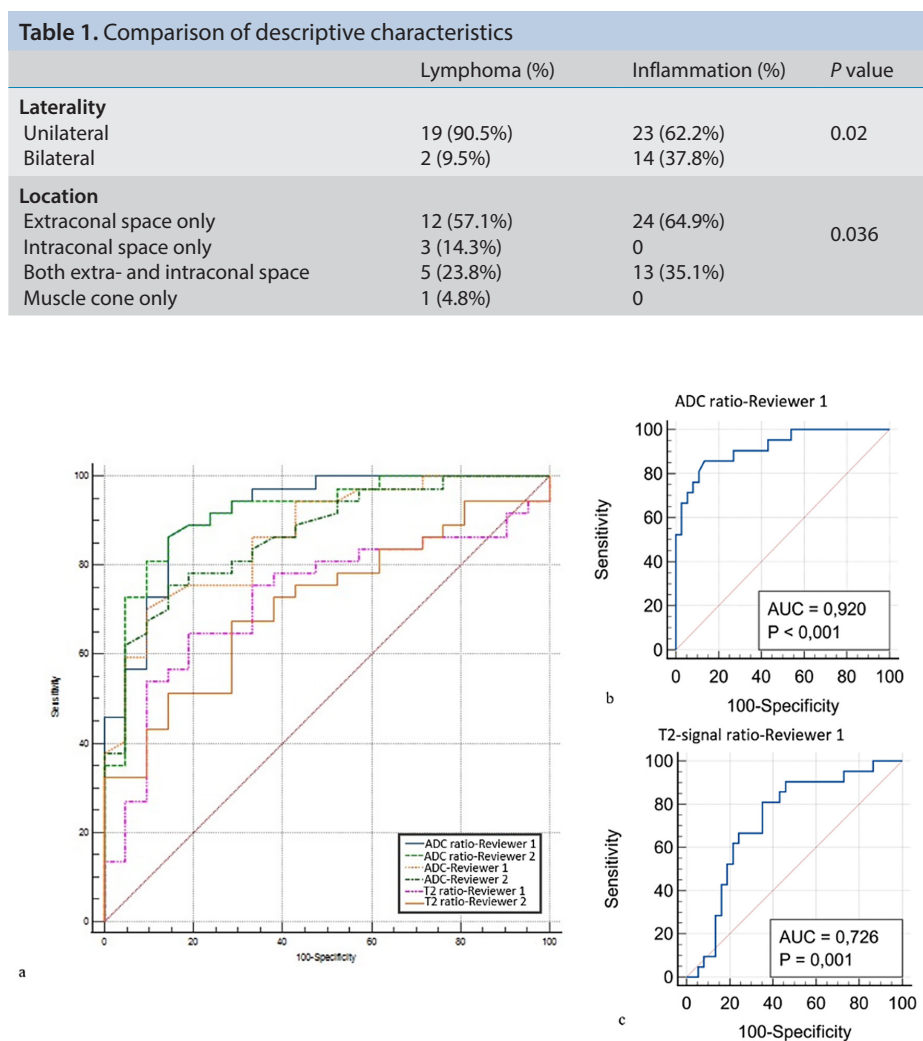 Table 1. Comparison of descriptive characteristics
Lymphoma (%) Inflammation (%) P value
Laterality
Unilateral 19 (90.5%) 23 (62.2%) 0.02
Bilateral 2 (9.5%) 14 (37.8%)
Location
Extraconal space only 12 (57.1%) 24 (64.9%) 0.036
Intraconal space only 3 (14.3%) 0
Both extra- and intraconal space 5 (23.8%) 13 (35.1%)
Muscle cone only 1 (4.8%) 0
100
80
60
40
20
0
Sensitivity
0 20 40 60 80 100
100-Specificity
ADC ratio-Reviewer 1
ADC ratio-Reviewer 2
ADC-Reviewer 1
ADC-Reviewer 2
T2 ratio-Reviewer 1
T2 ratio-Reviewer 2
a
ADC ratio-Reviewer 1
100
80
60
40
20
0
Sensitivity
AUC = 0,920
P < 0,001
0 20 40 60 80 100
100-Specificity
b
T2-signal ratio-Reviewer 1
100
80
60
40
20
0
Sensitivity
AUC = 0,726
P = 0,001
0 20 40 60 80 100
100-Specificity
c